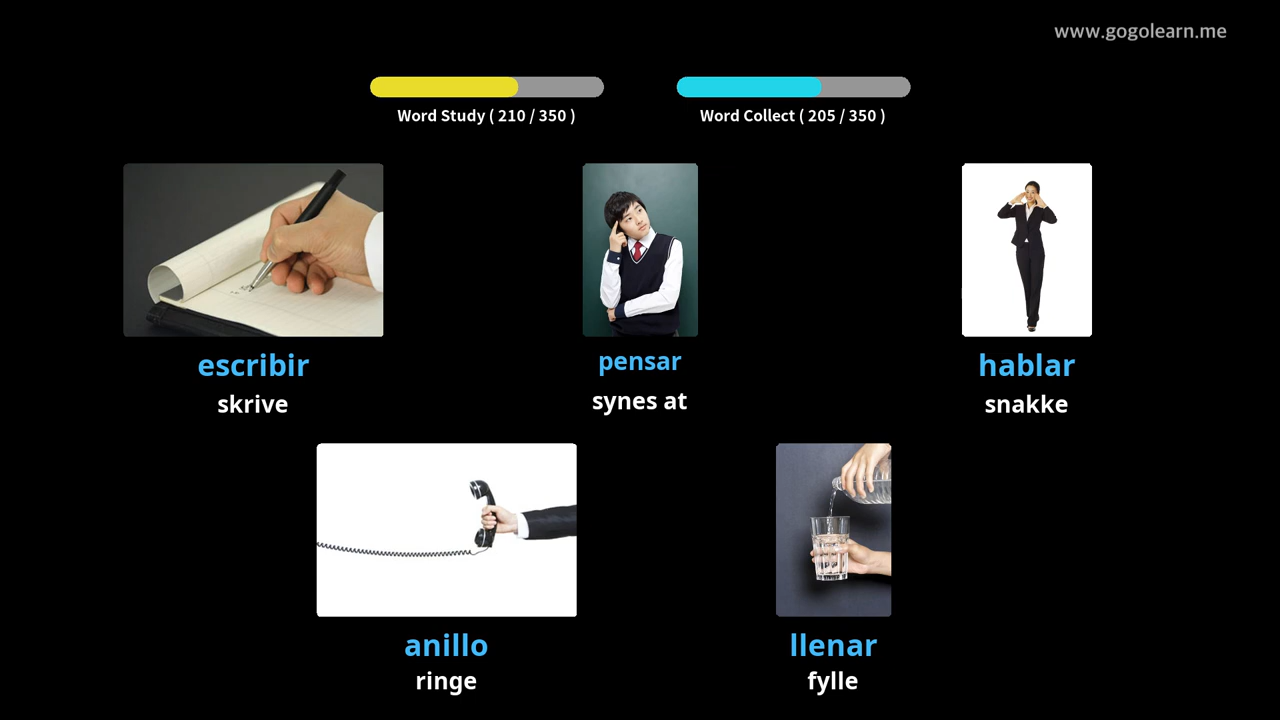 www.gogolearn.me
Word Study ( 210 / 350 )
Word Collect ( 205 / 350 )
escribir
skrive
pensar
synes at
hablar
snakke
anillo
ringe
llenar
fylle